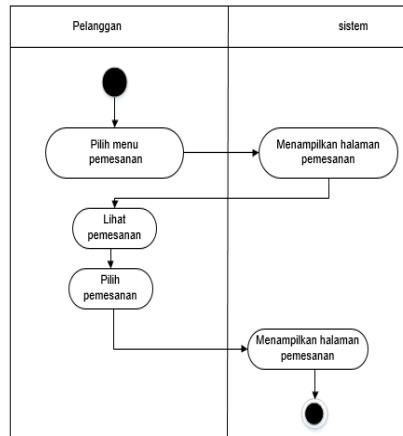 Pelanggan
sistem
Pilih menu
pemesanan
Menampilkan halaman
pemesanan
Lihat
pemesanan
Pilih
pemesanan
Menampilkan halaman
pemesanan